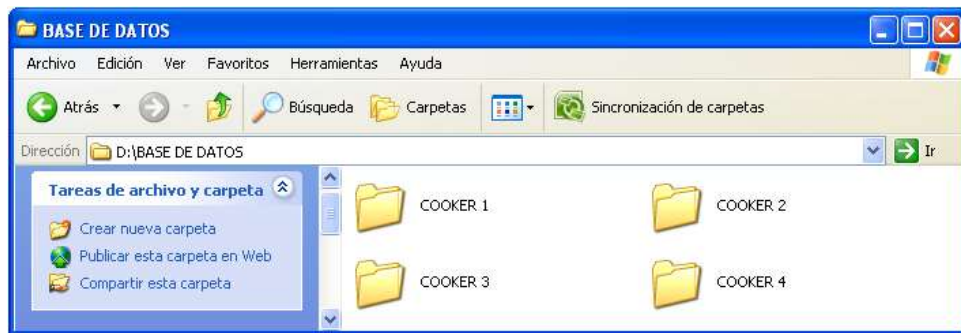 BASE DE DATOS
Archivo Edición Ver Favoritos Herramientas Ayuda
Atrás Búsqueda Carpetas Sincronización de carpetas
Dirección D:\BASE DE DATOS Ir
Tareas de archivo y carpeta
Crear nueva carpeta
Publicar esta carpeta en Web
Compartir esta carpeta
COOKER 1 COOKER 2
COOKER 3 COOKER 4